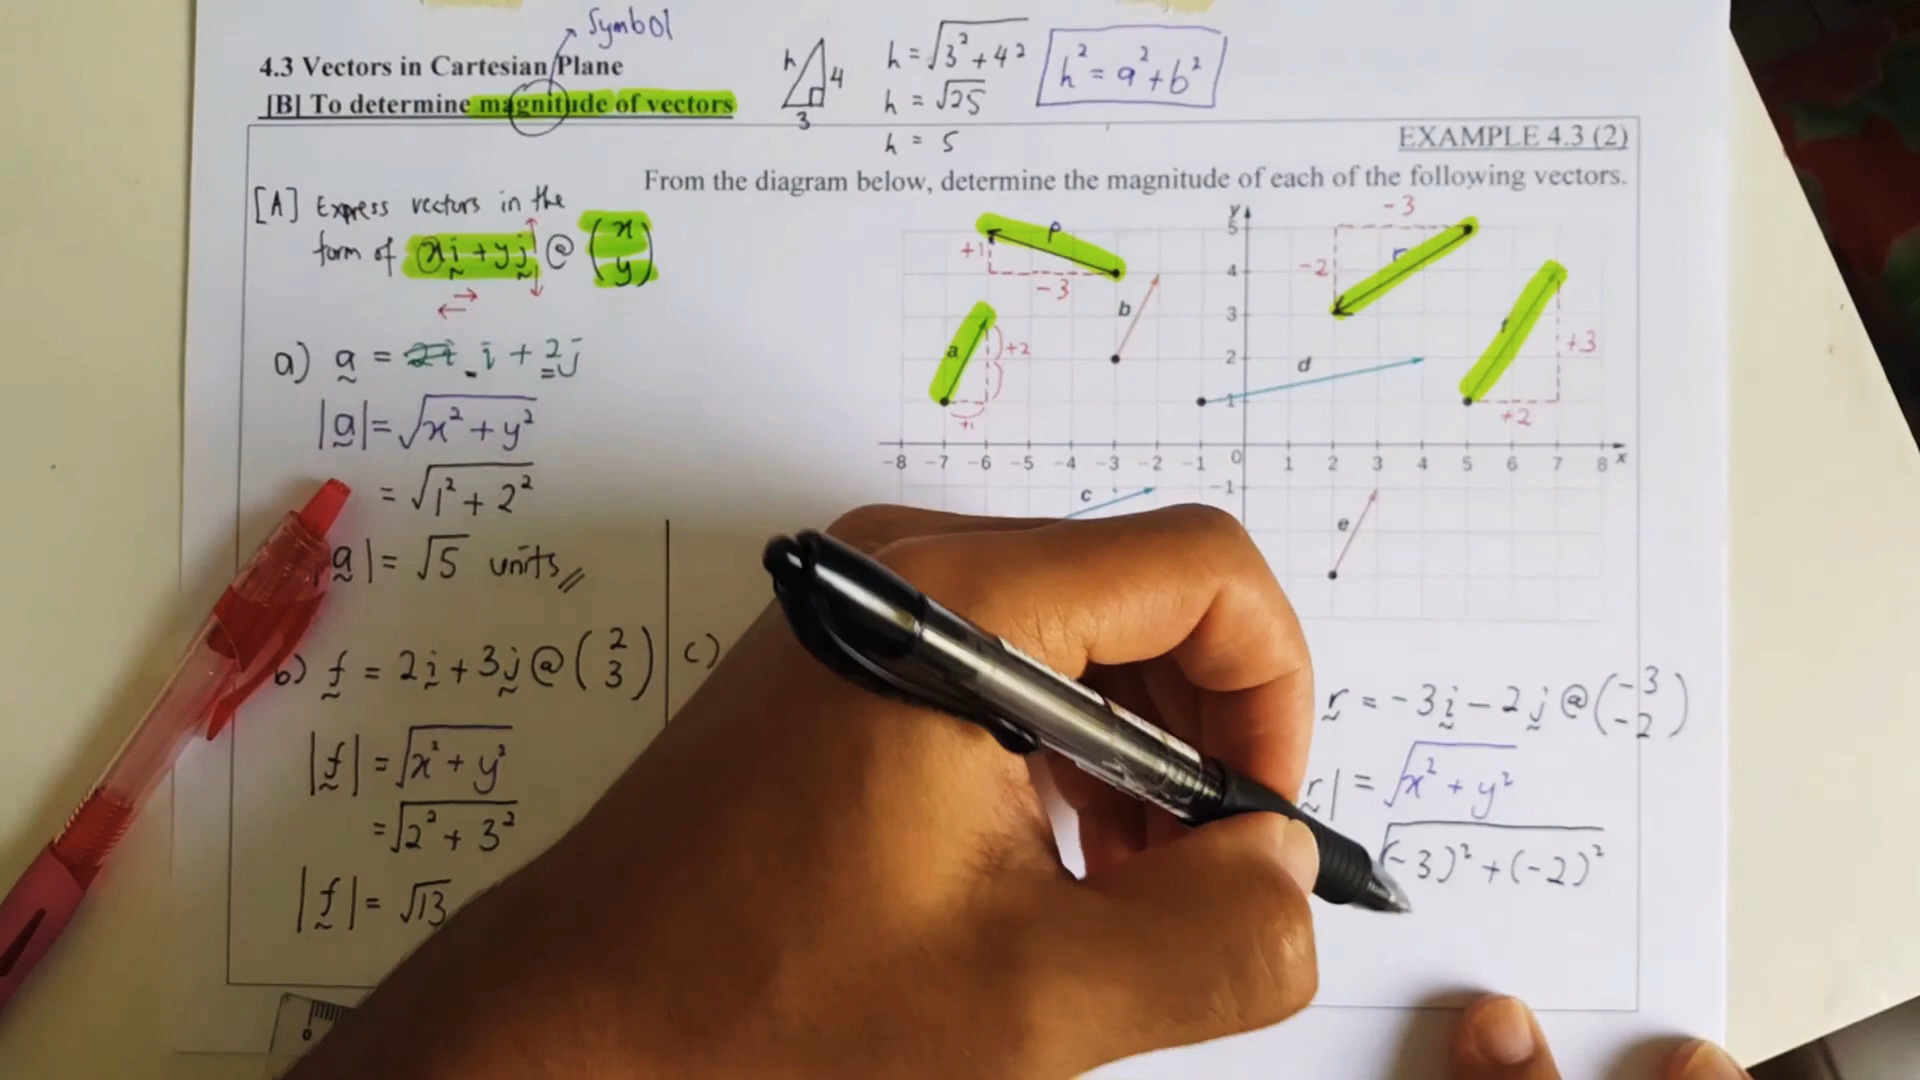 Symbol
4.3 Vectors in Cartesian Plane
[B] To determine magnitude of vectors
h
4
3
h = √3² + 4²
h = √25
h = 5
h² = a² + b²
EXAMPLE 4.3 (2)
From the diagram below, determine the magnitude of each of the following vectors.
[A] Express vectors in the
form of xi + yj @ (x y)
a) a = 2i i + 2j
|a| = √x² + y²
= √1² + 2²
a| = √5 units
b) f = 2i + 3j @ (2 3)
|f| = √x² + y²
= √2² + 3²
|f| = √13
c)
y
-3
5
p
+1
-3
r
-2
4
b
3
f
+3
a
+2
2
d
1
+1
+2
-8 -7 -6 -5 -4 -3 -2 -1 0 1 2 3 4 5 6 7 8 x
-1
c
e
r = -3i - 2j @ (-3 -2)
r| = √x² + y²
√(-3)² + (-2)²
0